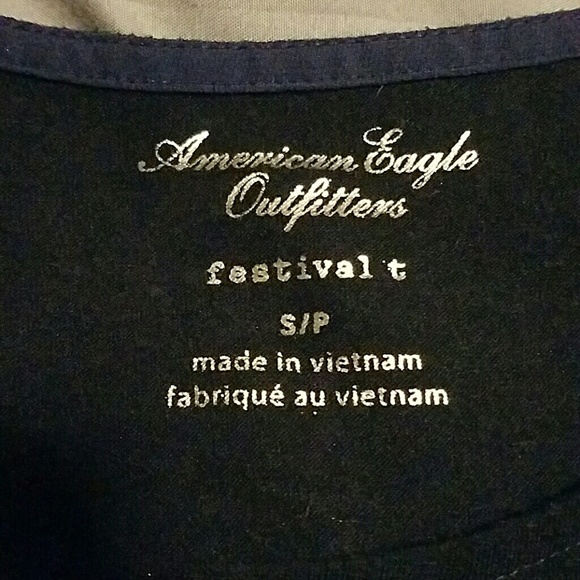 American Eagle
Outfitters
festival t
S/P
made in vietnam
fabriqué au vietnam